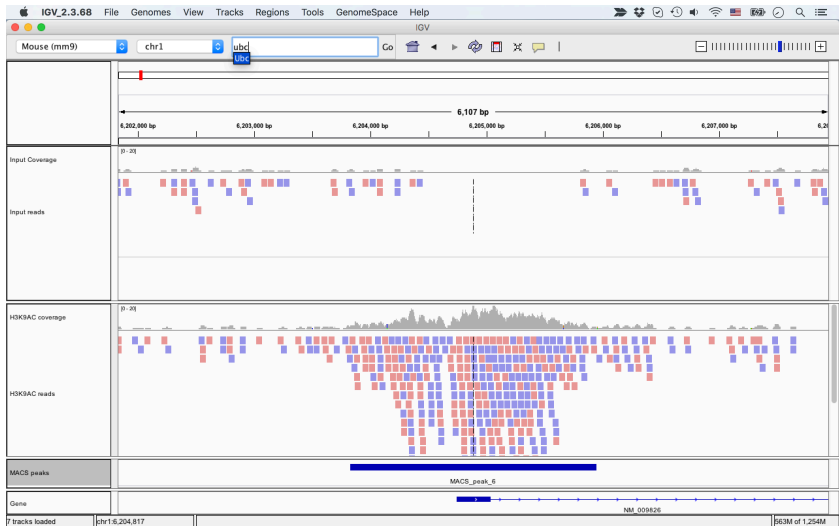 IGV_2.3.68 File Genomes View Tracks Regions Tools GenomeSpace Help
IGV
Mouse (mm9) chr1 ubc Go
Ubc
6,107 bp
6,202,000 bp 6,203,000 bp 6,204,000 bp 6,205,000 bp 6,206,000 bp 6,207,000 bp 6,20
[0 - 20]
Input Coverage
Input reads
[0 - 20]
H3K9AC coverage
H3K9AC reads
MACS peaks
MACS_peak_6
Gene
NM_009826
7 tracks loaded chr1:6,204,817 663M of 1,254M